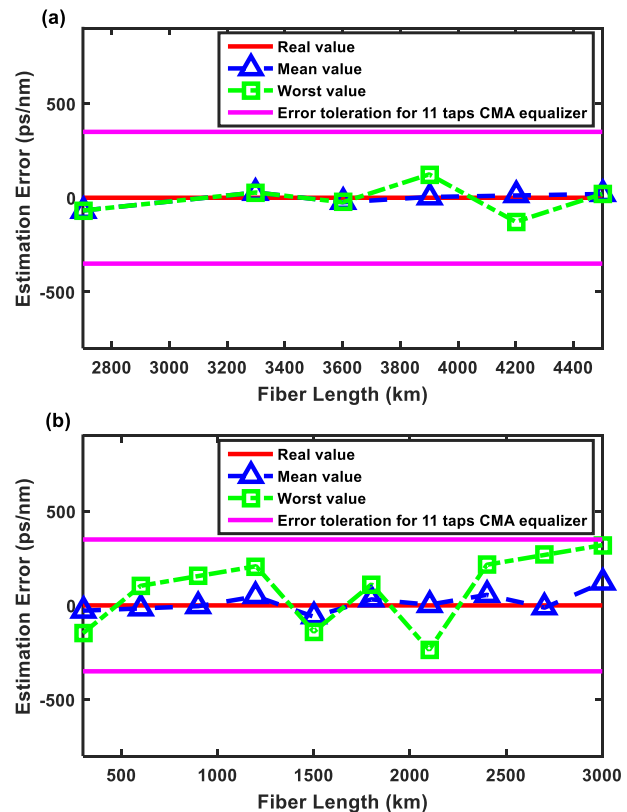 (a)
Real value
Mean value
Worst value
Error toleration for 11 taps CMA equalizer
500
0
-500
Estimation Error (ps/nm)
2800 3000 3200 3400 3600 3800 4000 4200 4400
Fiber Length (km)
(b)
Real value
Mean value
Worst value
Error toleration for 11 taps CMA equalizer
500
0
-500
Estimation Error (ps/nm)
500 1000 1500 2000 2500 3000
Fiber Length (km)